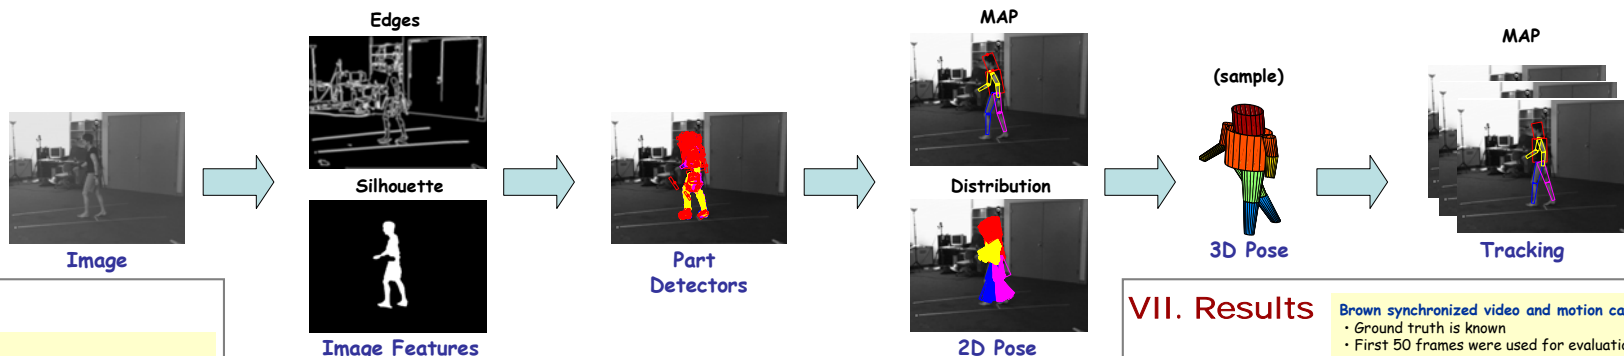 Edges
Silhouette
Image
Image Features
Part
Detectors
MAP
Distribution
2D Pose
(sample)
3D Pose
MAP
Tracking
VII. Results
Brown synchronized video and motion ca
• Ground truth is known
• First 50 frames were used for evaluatin